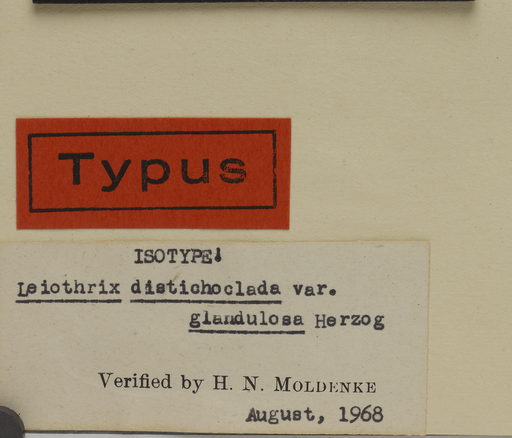 Typus
ISOTYPE!
Leiothrix distichoclada var.
glandulosa Herzog
Verified by H. N. MOLDENKE
August, 1968